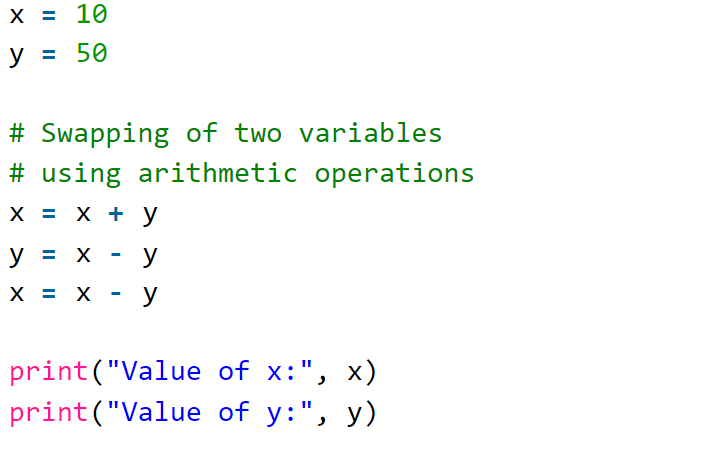 x = 10
y = 50
# Swapping of two variables
# using arithmetic operations
x = x + y
y = x - y
x = x - y
print("Value of x:", x)
print("Value of y:", y)